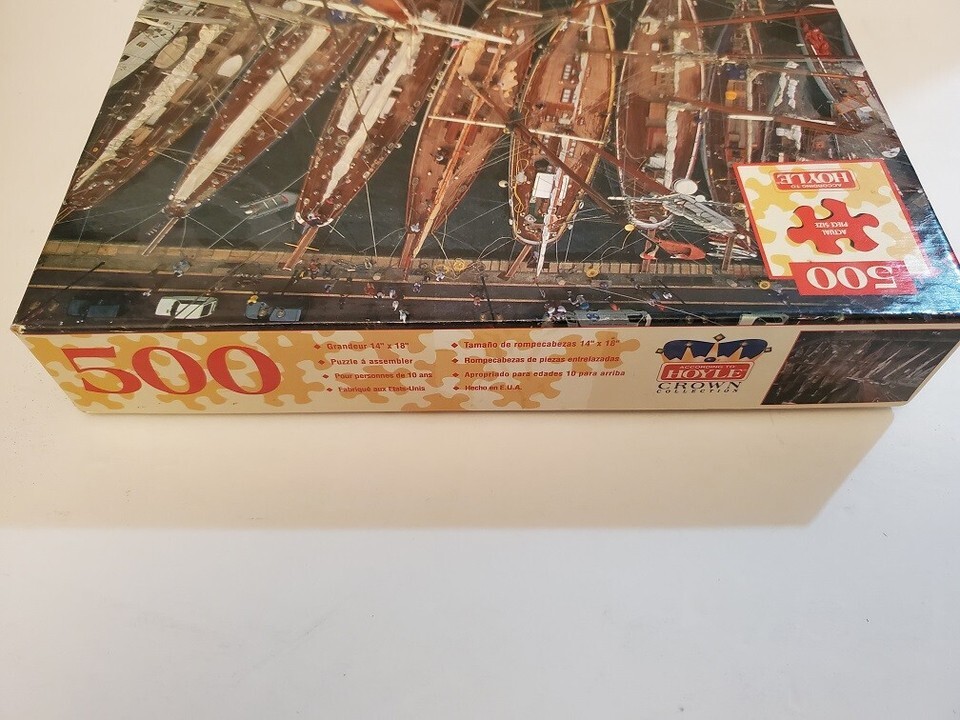 ACCORDING TO
HOYLE
ACTUAL
PIECE SIZE
500
500
◆ Grandeur 14" x 18"
◆ Puzzle á assembler
◆ Pour personnes de 10 ans
◆ Fabriqué aux Etats-Unis
◆ Tamaño de rompecabezas 14" x 18"
◆ Rompecabezas de piezas entrelazadas
◆ Apropriado para edades 10 para arriba
◆ Hecho en E.U.A.
ACCORDING TO
HOYLE
CROWN
COLLECTION